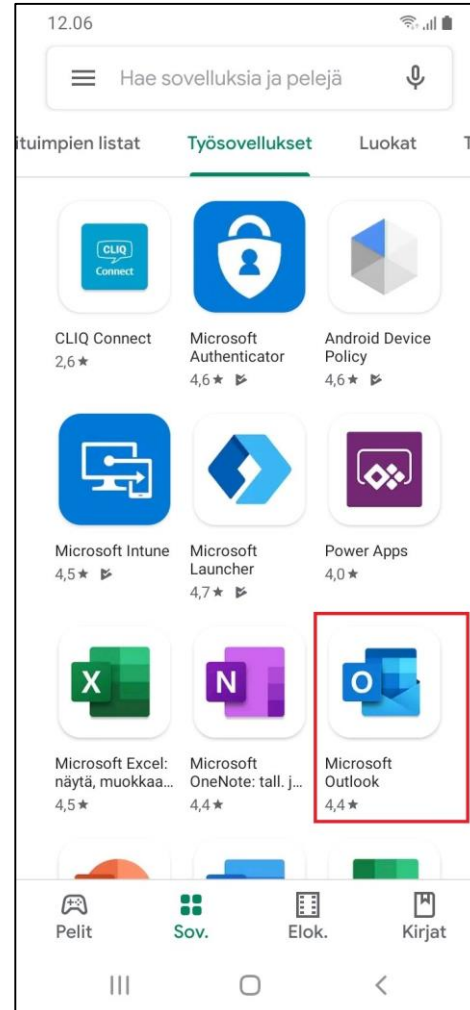 12.06
Hae sovelluksia ja pelejä
ituimpien listat Työsovellukset Luokat T
CLIQ
Connect
CLIQ Connect
2,6★
Microsoft
Authenticator
4,6★
Android Device
Policy
4,6★
Microsoft Intune
4,5★
Microsoft
Launcher
4,7★
Power Apps
4,0★
X
N
O
Microsoft Excel:
näytä, muokkaa...
4,5★
Microsoft
OneNote: tall. j...
4,4★
Microsoft
Outlook
4,4★
Pelit Sov. Elok. Kirjat